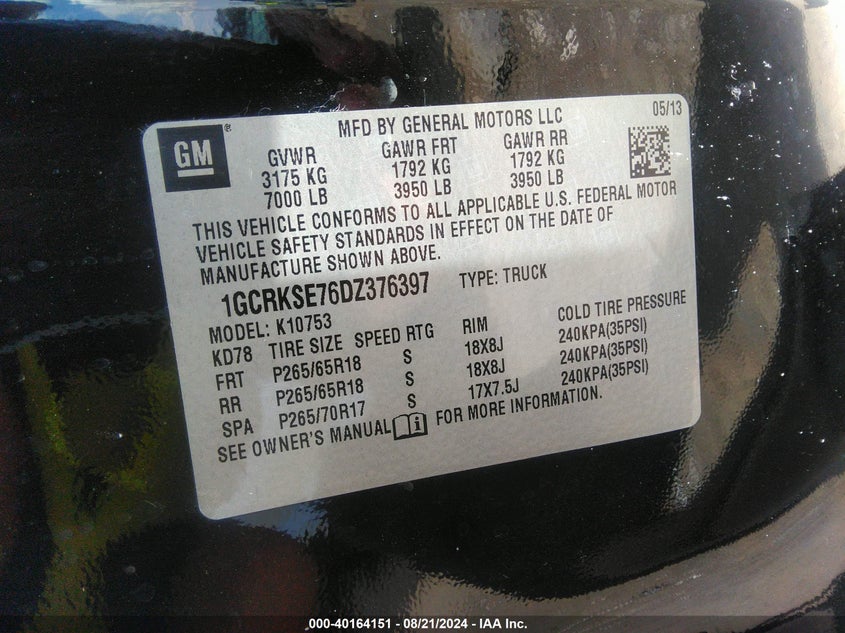 GM®
MFD BY GENERAL MOTORS LLC
05/13
GVWR GAWR FRT GAWR RR
3175 KG 1792 KG 1792 KG
7000 LB 3950 LB 3950 LB
THIS VEHICLE CONFORMS TO ALL APPLICABLE U.S. FEDERAL MOTOR
VEHICLE SAFETY STANDARDS IN EFFECT ON THE DATE OF
MANUFACTURE SHOWN ABOVE.
1GCRKSE76DZ376397 TYPE: TRUCK
MODEL: K10753
KD78 TIRE SIZE SPEED RTG RIM COLD TIRE PRESSURE
FRT P265/65R18 S 18X8J 240KPA(35PSI)
RR P265/65R18 S 18X8J 240KPA(35PSI)
SPA P265/70R17 S 17X7.5J 240KPA(35PSI)
SEE OWNER'S MANUAL FOR MORE INFORMATION.
000-40164151 - 08/21/2024 - IAA Inc.